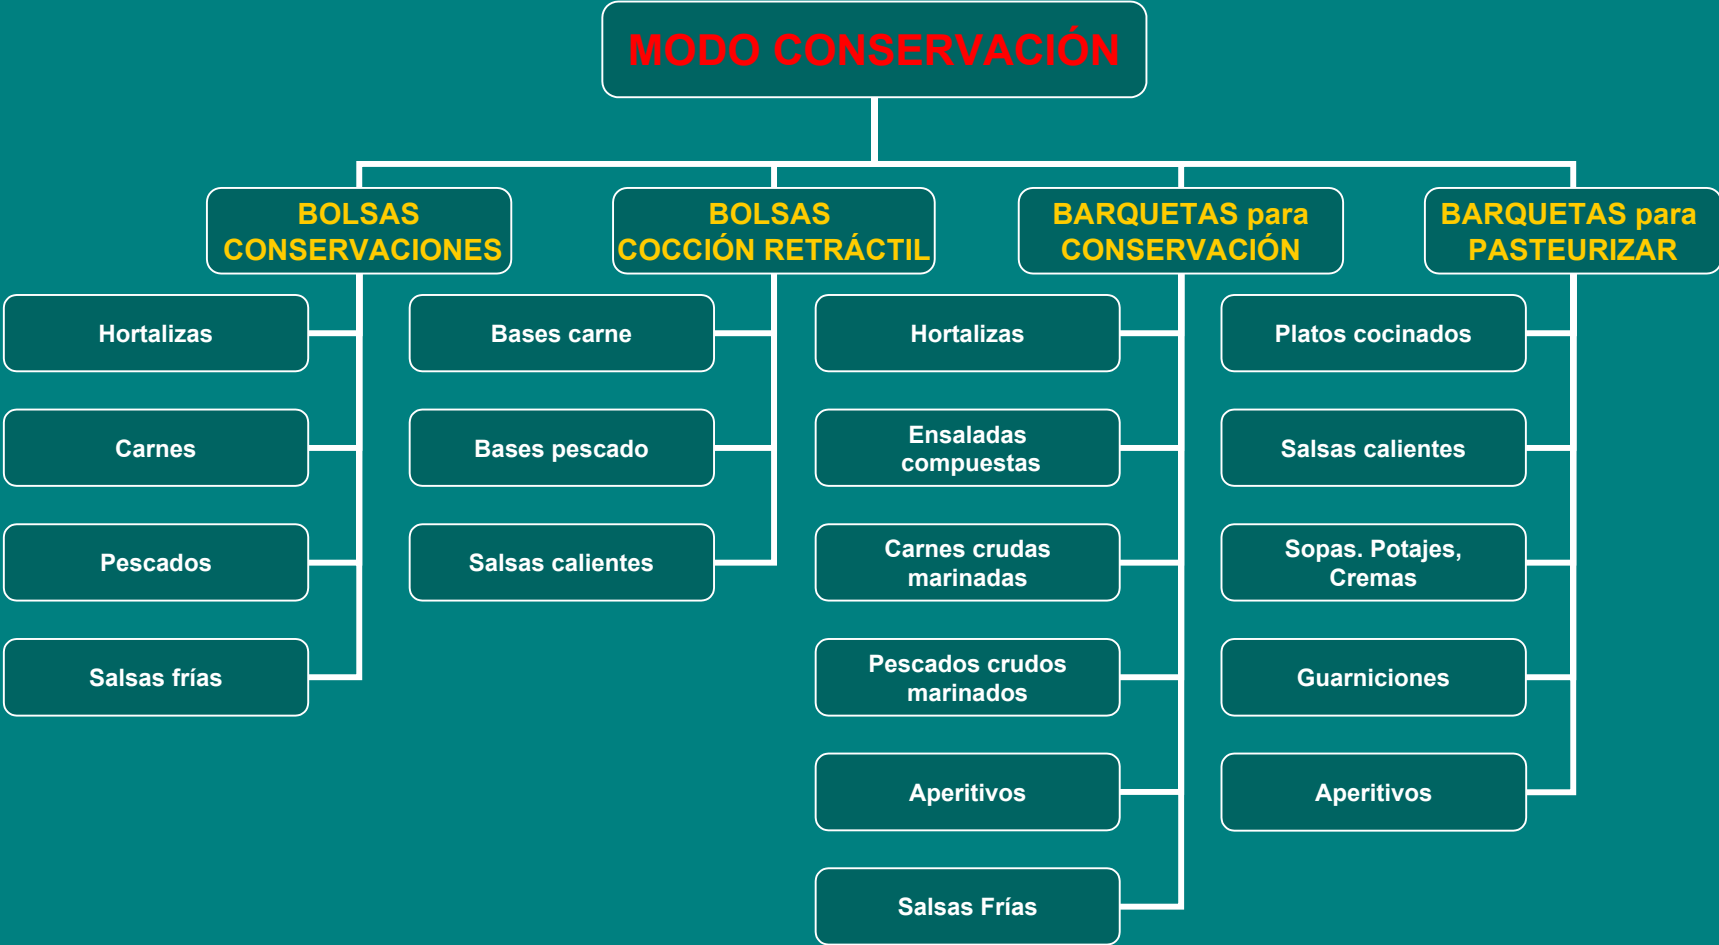 MODO CONSERVACIÓN
BOLSAS
CONSERVACIONES
Hortalizas
Carnes
Pescados
Salsas frías
BOLSAS
COCCIÓN RETRÁCTIL
Bases carne
Bases pescado
Salsas calientes
BARQUETAS para
CONSERVACIÓN
Hortalizas
Ensaladas
compuestas
Carnes crudas
marinadas
Pescados crudos
marinados
Aperitivos
Salsas Frías
BARQUETAS para
PASTEURIZAR
Platos cocinados
Salsas calientes
Sopas. Potajes,
Cremas
Guarniciones
Aperitivos